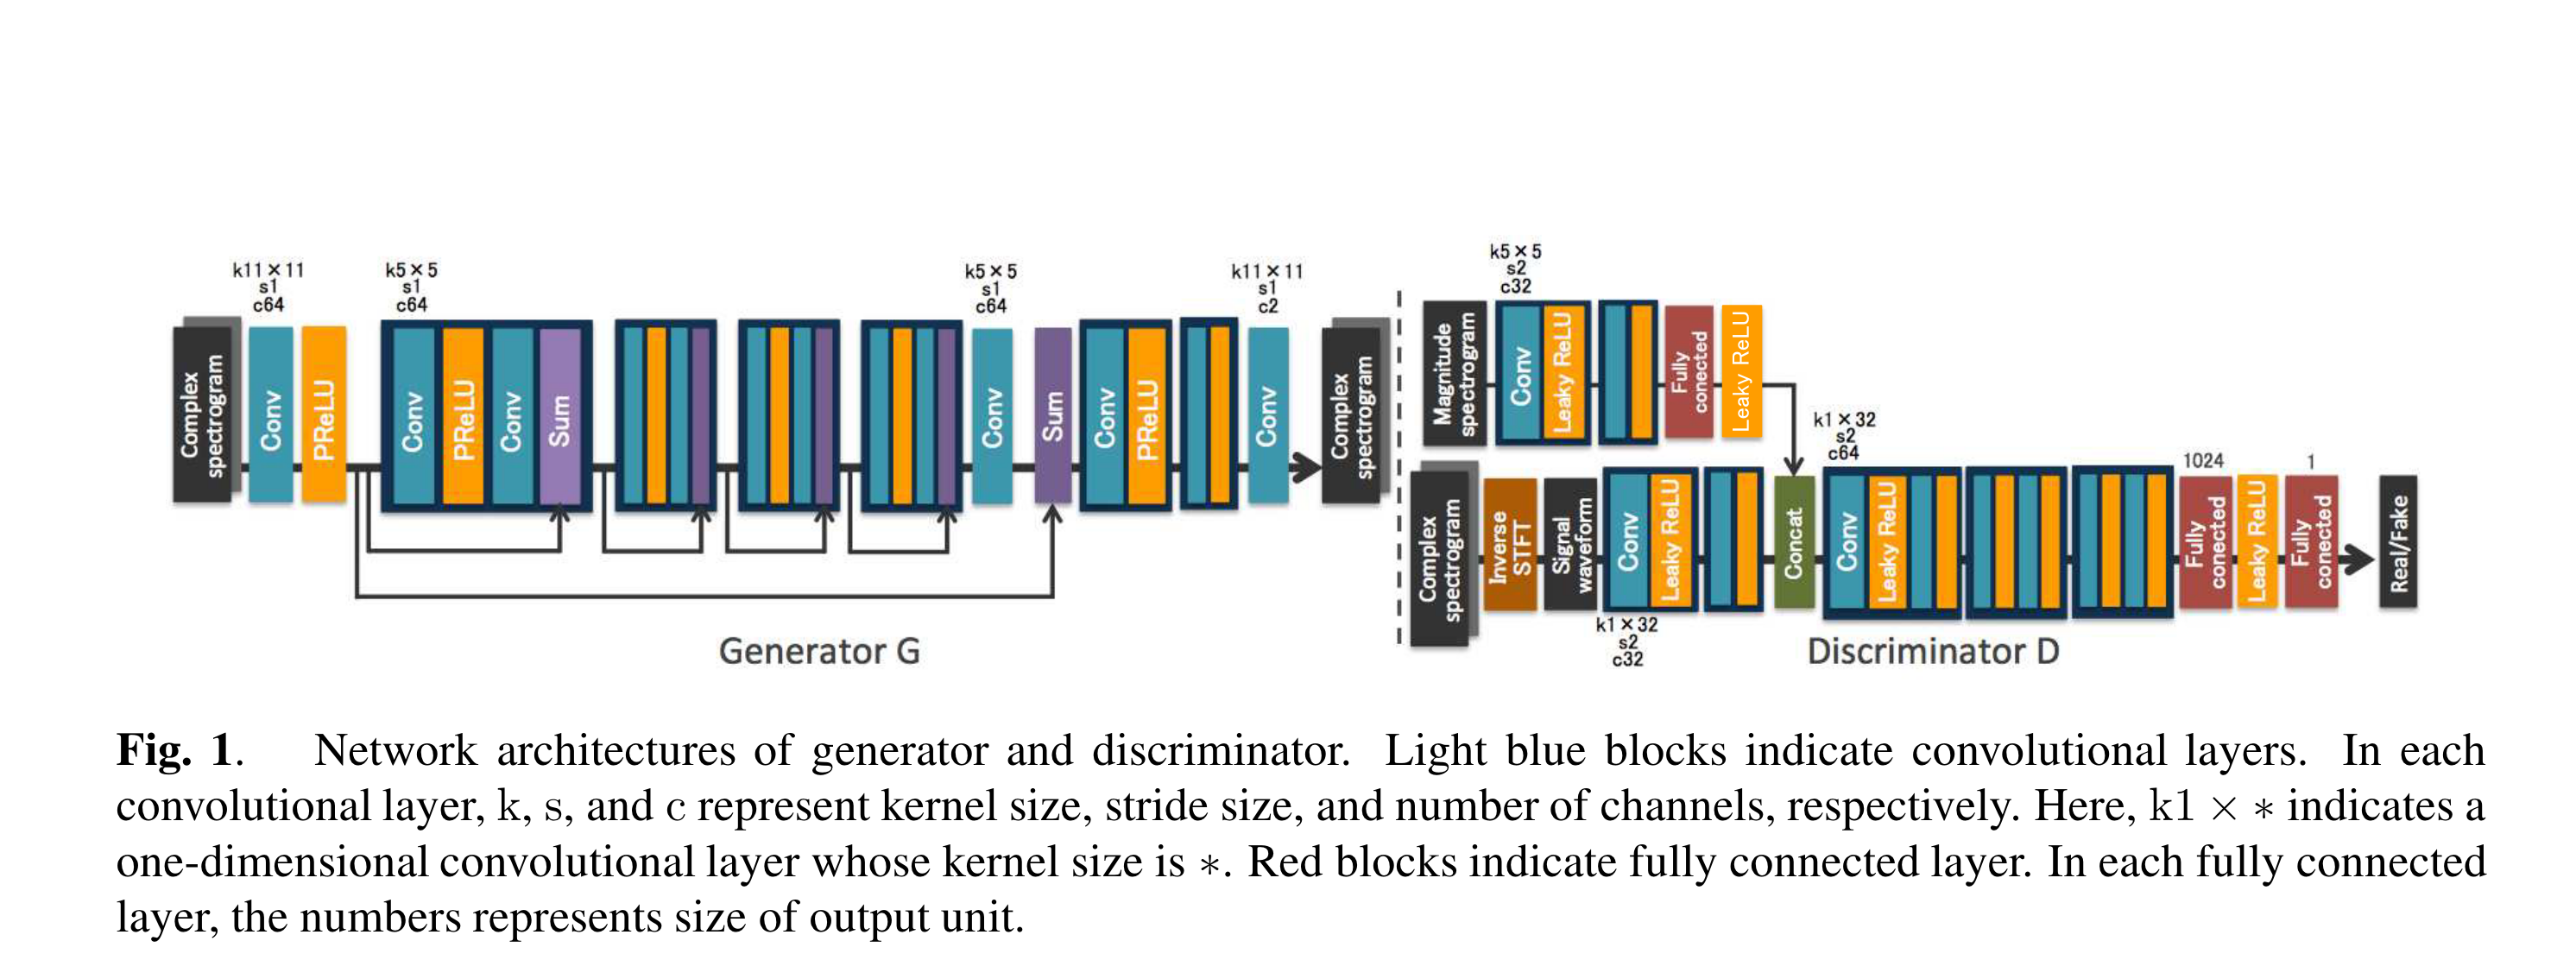 k11×11
s1
c64
k5×5
s1
c64
k5×5
s1
c64
k11×11
s1
c2
Complex
spectrogram
Conv
PReLU
Conv
PReLU
Conv
Sum
Conv
Sum
Conv
PReLU
Conv
Complex
spectrogram
Generator G
k5×5
s2
c32
Magnitude
spectrogram
Conv
Leaky ReLU
Fully
conected
Leaky ReLU
Complex
spectrogram
Inverse
STFT
Signal
waveform
Conv
Leaky ReLU
k1×32
s2
c32
Concat
k1×32
s2
c64
Conv
Leaky ReLU
1024
Fully
conected
Leaky ReLU
1
Fully
conected
Real/Fake
Discriminator D
Fig. 1. Network architectures of generator and discriminator. Light blue blocks indicate convolutional layers. In each
convolutional layer, k, s, and c represent kernel size, stride size, and number of channels, respectively. Here, k1 × ∗ indicates a
one-dimensional convolutional layer whose kernel size is ∗. Red blocks indicate fully connected layer. In each fully connected
layer, the numbers represents size of output unit.